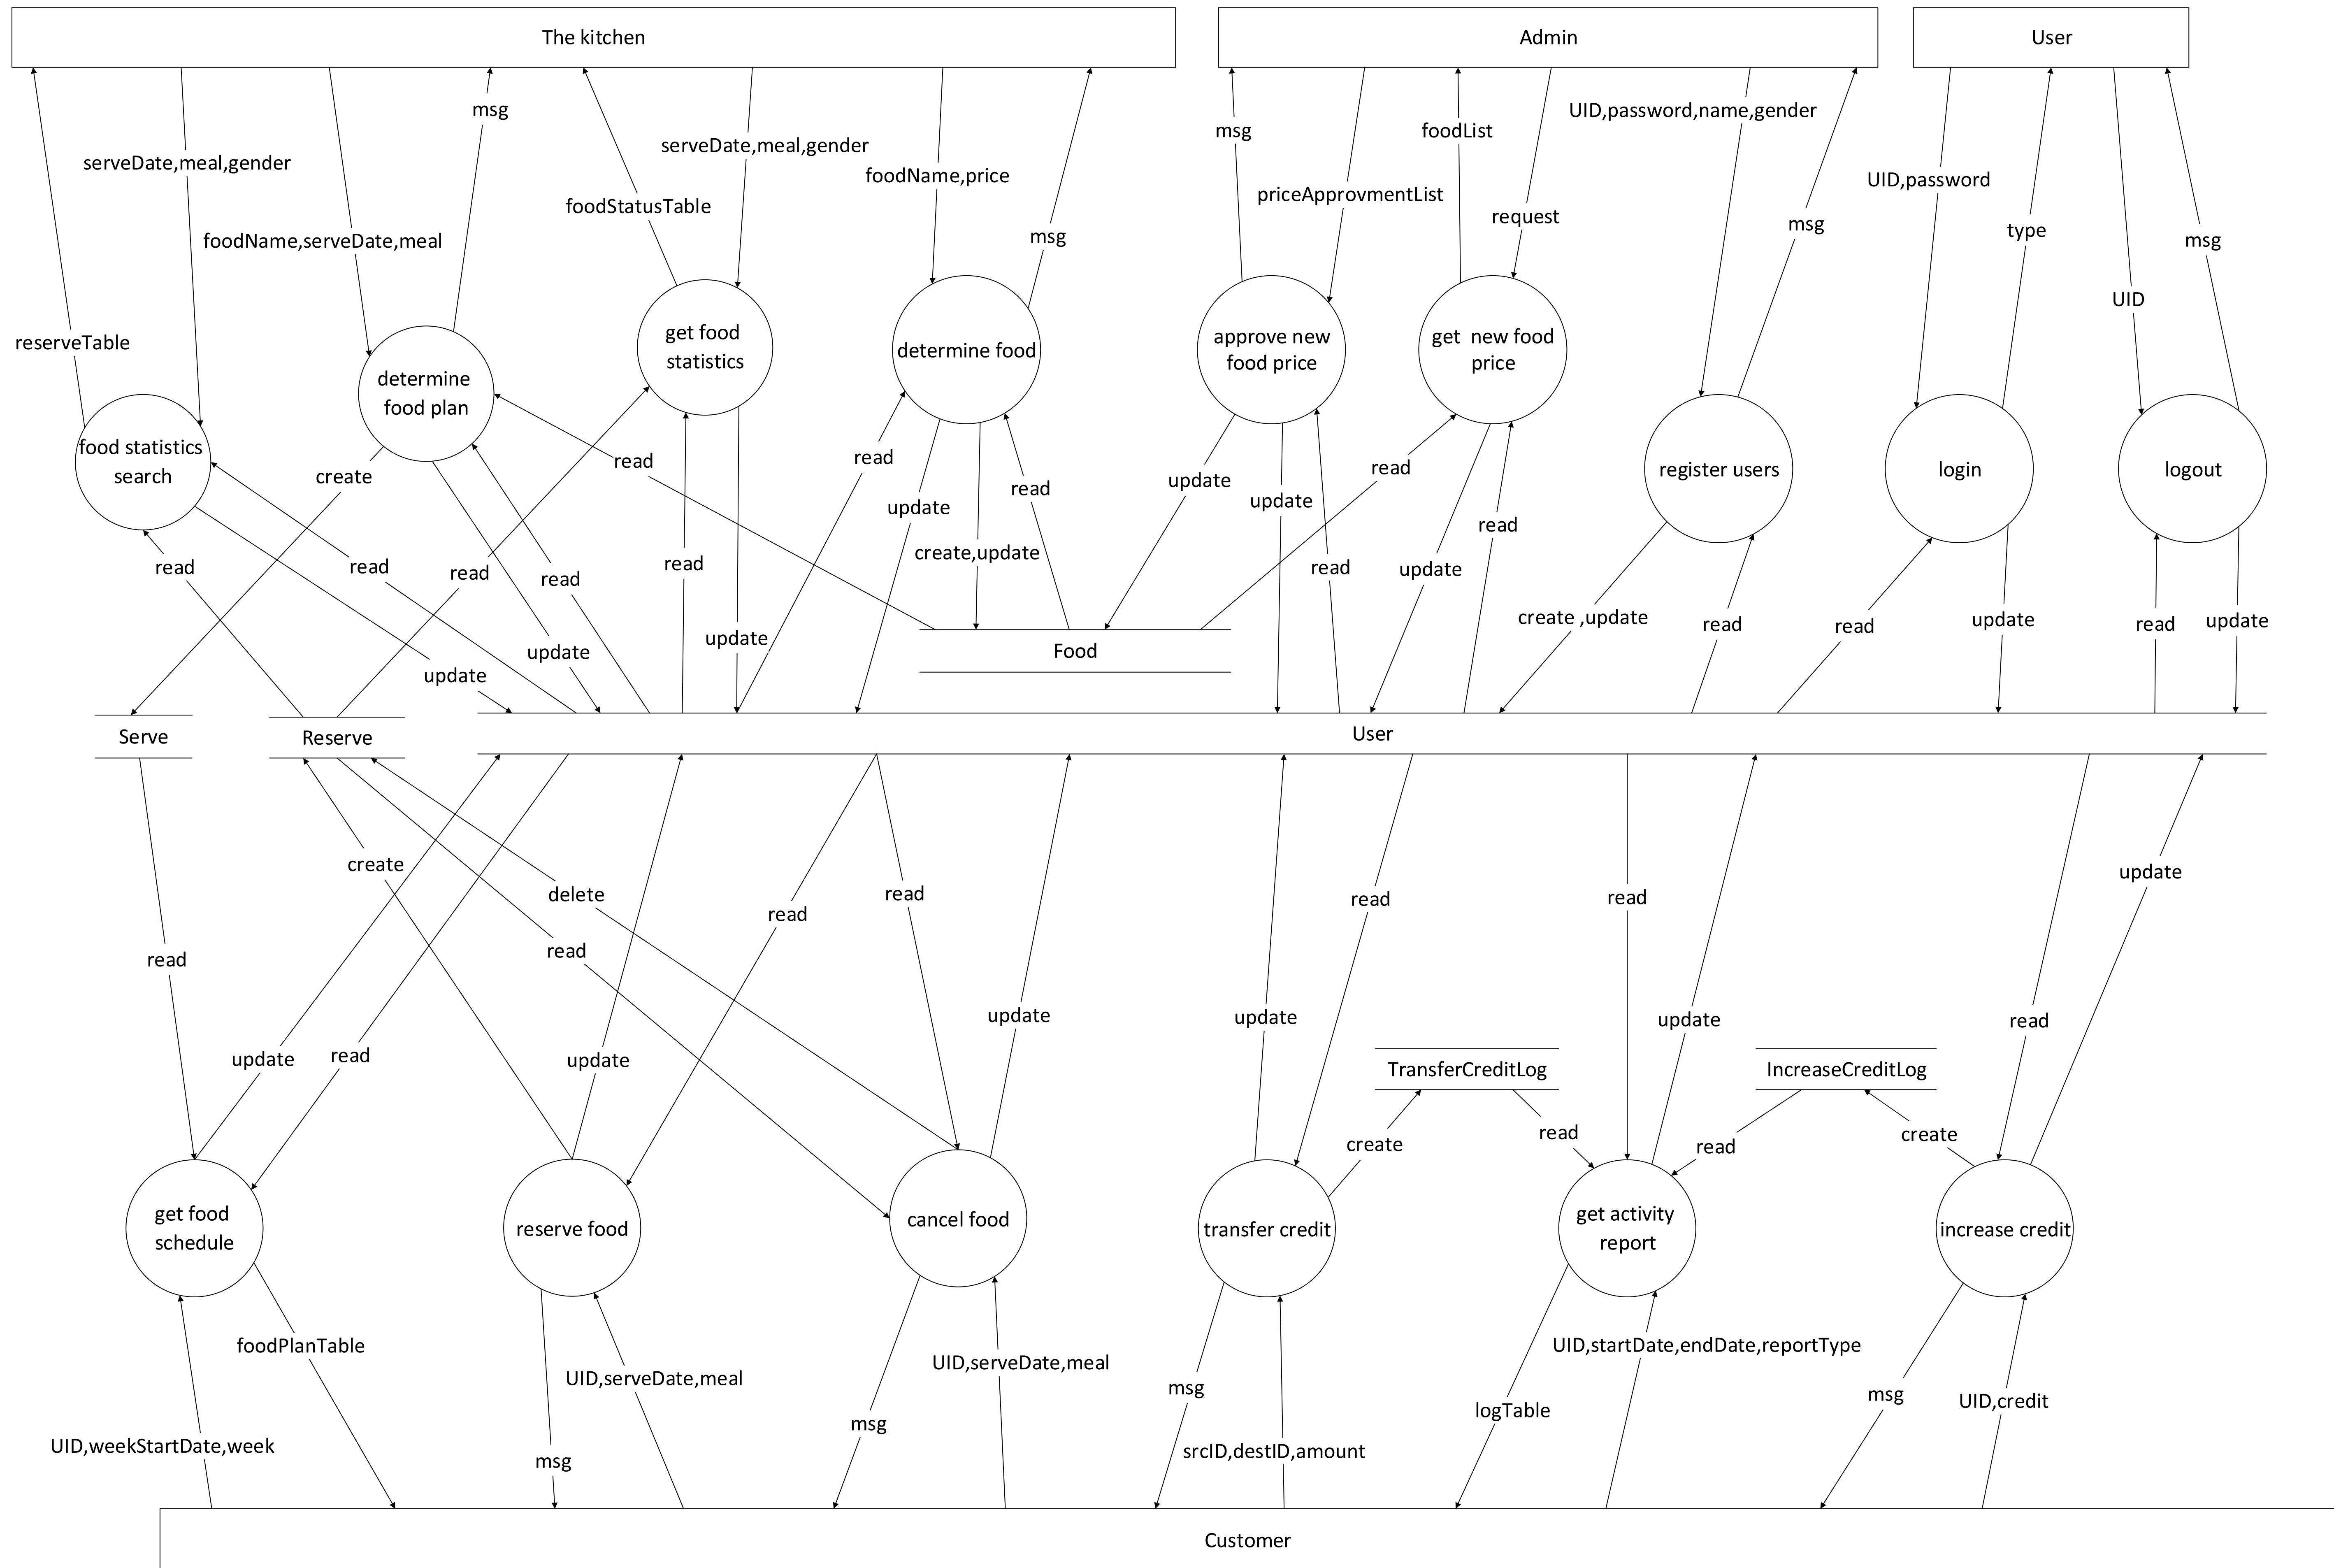 The kitchen
Admin
User
msg
UID,password,name,gender
msg
foodList
serveDate,meal,gender
serveDate,meal,gender
foodName,price
UID,password
priceApprovmentList
foodStatusTable
request
msg
type
foodName,serveDate,meal
msg
msg
UID
reserveTable
get food
statistics
determine food
approve new
food price
get  new food
price
determine
food plan
food statistics
search
register users
login
logout
create
read
read
update
read
read
update
update
read
read
read
read
read
read
create,update
read
update
read
update
update
update
create ,update
read
read
update
read
update
update
Food
Serve
Reserve
User
create
delete
read
read
read
read
update
read
read
update
update
update
read
update
read
update
TransferCreditLog
IncreaseCreditLog
create
read
read
create
get food
schedule
reserve food
cancel food
transfer credit
get activity
report
increase credit
foodPlanTable
UID,serveDate,meal
UID,serveDate,meal
msg
UID,startDate,endDate,reportType
msg
UID,credit
logTable
msg
UID,weekStartDate,week
msg
srcID,destID,amount
Customer